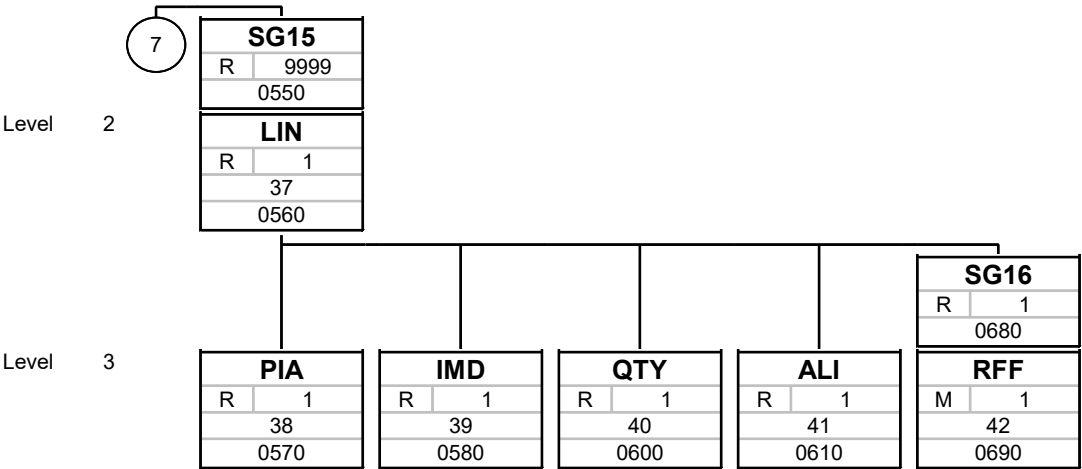 7
SG15
R 9999
0550
Level 2
LIN
R 1
37
0560
SG16
R 1
0680
Level 3
PIA IMD QTY ALI RFF
R 1 R 1 R 1 R 1 M 1
38 39 40 41 42
0570 0580 0600 0610 0690